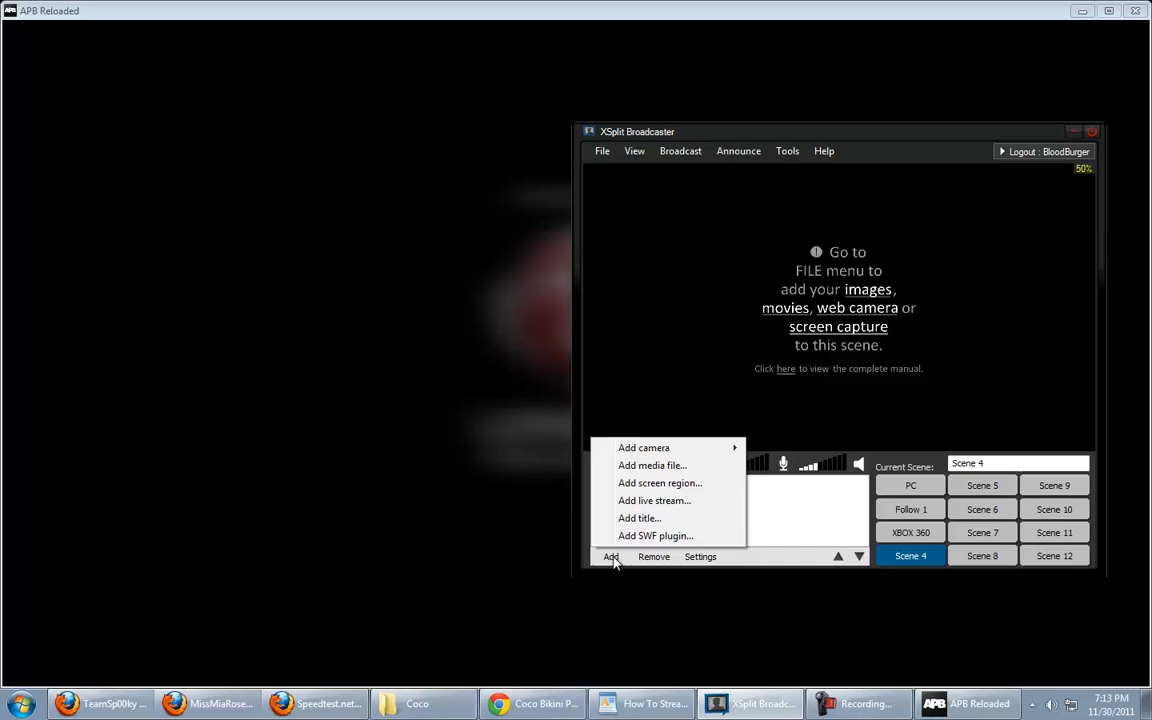 APB APB Reloaded
XSplit Broadcaster
File View Broadcast Announce Tools Help Logout : BloodBurger
50%
Go to
FILE menu to
add your images,
movies, web camera or
screen capture
to this scene.
Click here to view the complete manual.
Add camera
Add media file...
Add screen region...
Add live stream...
Add title...
Add SWF plugin...
Add Remove Settings
Current Scene: Scene 4
PC Scene 5 Scene 9
Follow 1 Scene 6 Scene 10
XBOX 360 Scene 7 Scene 11
Scene 4 Scene 8 Scene 12
TeamSp00ky ... MissMiaRose... Speedtest.net... Coco Coco Bikini P... How To Strea... XSplit Broadc... Recording... APB APB Reloaded 7:13 PM
11/30/2011